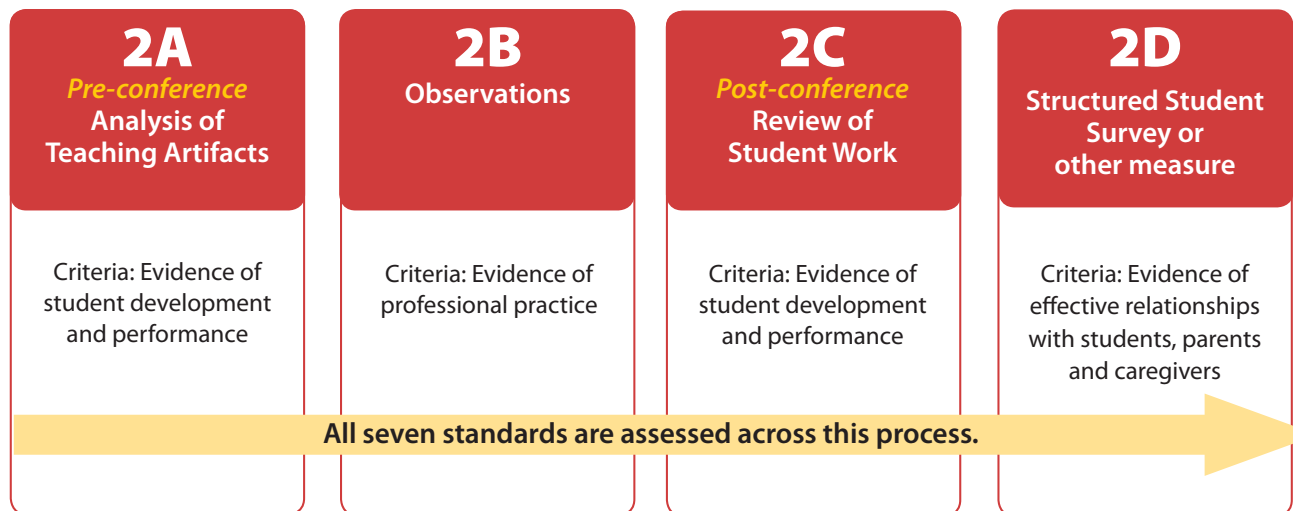 2A
Pre-conference
Analysis of
Teaching Artifacts
Criteria: Evidence of
student development
and performance
2B
Observations
Criteria: Evidence of
professional practice
2C
Post-conference
Review of
Student Work
Criteria: Evidence of
student development
and performance
2D
Structured Student
Survey or
other measure
Criteria: Evidence of
effective relationships
with students, parents
and caregivers
All seven standards are assessed across this process.